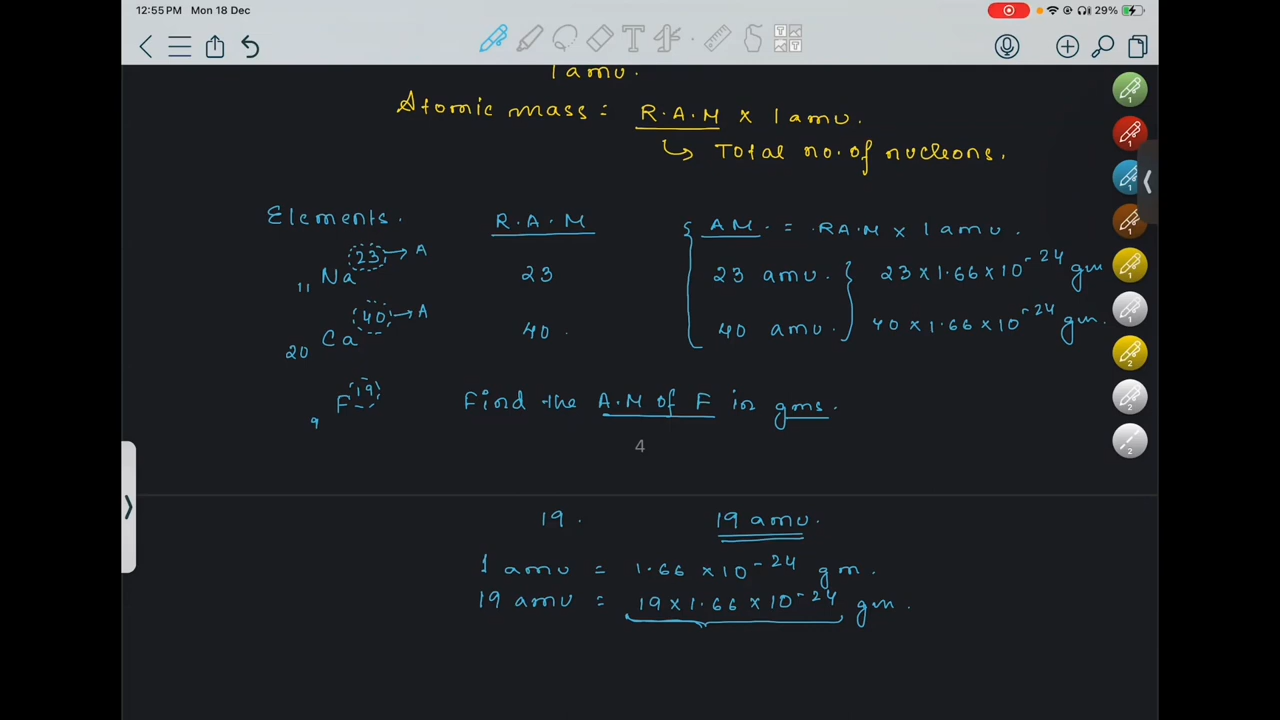 12:55 PM Mon 18 Dec
29%
1 amu.
Atomic mass = R.A.M × 1 amu.
↳ Total no. of nucleons.
Elements. R.A.M { AM. = RA.M × 1 amu.
11 Na 23 → A 23 23 amu. } 23 × 1.66 × 10⁻²⁴ gm
20 Ca 40 → A 40. 40 amu. } 40 × 1.66 × 10⁻²⁴ gm.
9 F 19 Find the A.M of F in gms.
4
19. 19 amu.
1 amu = 1.66 × 10⁻²⁴ gm.
19 amu = 19 × 1.66 × 10⁻²⁴ gm.